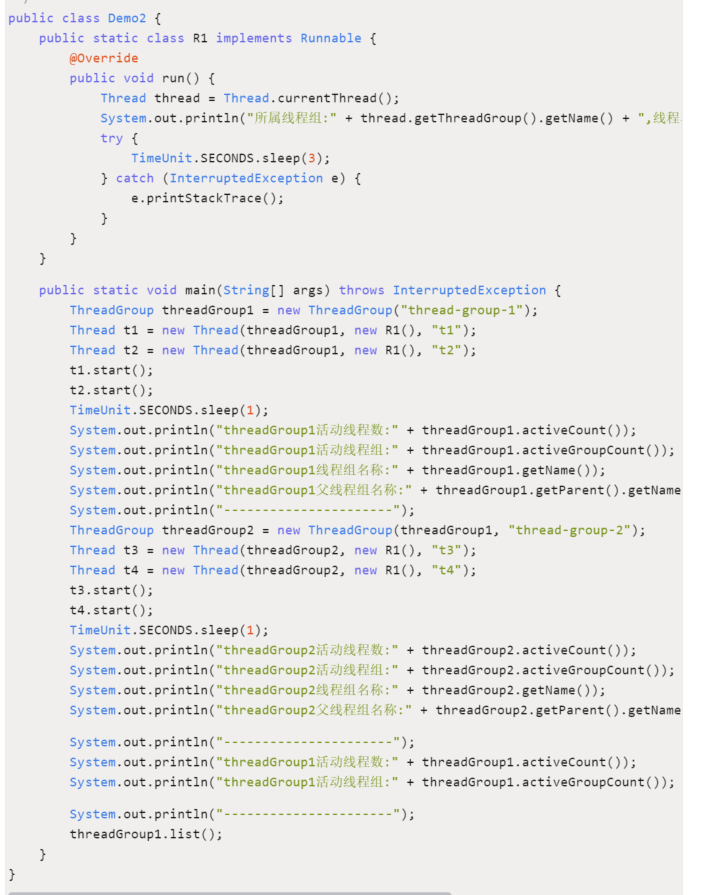 public class Demo2 {
    public static class R1 implements Runnable {
        @Override
        public void run() {
            Thread thread = Thread.currentThread();
            System.out.println("所属线程组:" + thread.getThreadGroup().getName() + ",线程
            try {
                TimeUnit.SECONDS.sleep(3);
            } catch (InterruptedException e) {
                e.printStackTrace();
            }
        }
    }
    public static void main(String[] args) throws InterruptedException {
        ThreadGroup threadGroup1 = new ThreadGroup("thread-group-1");
        Thread t1 = new Thread(threadGroup1, new R1(), "t1");
        Thread t2 = new Thread(threadGroup1, new R1(), "t2");
        t1.start();
        t2.start();
        TimeUnit.SECONDS.sleep(1);
        System.out.println("threadGroup1活动线程数:" + threadGroup1.activeCount());
        System.out.println("threadGroup1活动线程组:" + threadGroup1.activeGroupCount());
        System.out.println("threadGroup1线程组名称:" + threadGroup1.getName());
        System.out.println("threadGroup1父线程组名称:" + threadGroup1.getParent().getName
        System.out.println("----------------------");
        ThreadGroup threadGroup2 = new ThreadGroup(threadGroup1, "thread-group-2");
        Thread t3 = new Thread(threadGroup2, new R1(), "t3");
        Thread t4 = new Thread(threadGroup2, new R1(), "t4");
        t3.start();
        t4.start();
        TimeUnit.SECONDS.sleep(1);
        System.out.println("threadGroup2活动线程数:" + threadGroup2.activeCount());
        System.out.println("threadGroup2活动线程组:" + threadGroup2.activeGroupCount());
        System.out.println("threadGroup2线程组名称:" + threadGroup2.getName());
        System.out.println("threadGroup2父线程组名称:" + threadGroup2.getParent().getName
        System.out.println("----------------------");
        System.out.println("threadGroup1活动线程数:" + threadGroup1.activeCount());
        System.out.println("threadGroup1活动线程组:" + threadGroup1.activeGroupCount());
        System.out.println("----------------------");
        threadGroup1.list();
    }
}